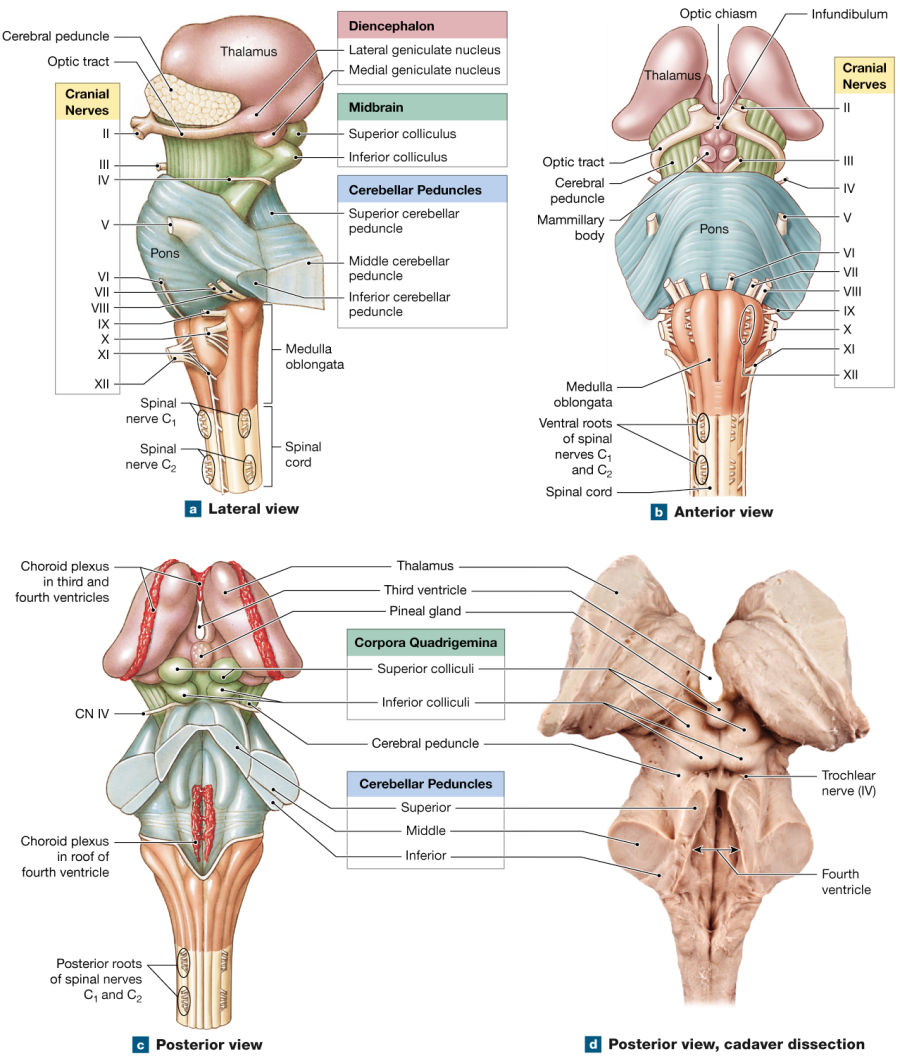 Cerebral peduncle
Optic tract
Thalamus
Diencephalon
Lateral geniculate nucleus
Medial geniculate nucleus
Midbrain
Superior colliculus
Inferior colliculus
Cerebellar Peduncles
Superior cerebellar
peduncle
Middle cerebellar
peduncle
Inferior cerebellar
peduncle
Cranial
Nerves
II
III
IV
V
VI
VII
VIII
IX
X
XI
XII
Pons
Medulla
oblongata
Spinal
nerve C1
Spinal
nerve C2
Spinal
cord
a Lateral view
Optic chiasm
Infundibulum
Thalamus
Cranial
Nerves
II
III
IV
V
VI
VII
VIII
IX
X
XI
XII
Optic tract
Cerebral
peduncle
Mammillary
body
Pons
Medulla
oblongata
Ventral roots
of spinal
nerves C1
and C2
Spinal cord
b Anterior view
Choroid plexus
in third and
fourth ventricles
CN IV
Choroid plexus
in roof of
fourth ventricle
Posterior roots
of spinal nerves
C1 and C2
Thalamus
Third ventricle
Pineal gland
Corpora Quadrigemina
Superior colliculi
Inferior colliculi
Cerebral peduncle
Cerebellar Peduncles
Superior
Middle
Inferior
c Posterior view
Trochlear
nerve (IV)
Fourth
ventricle
d Posterior view, cadaver dissection